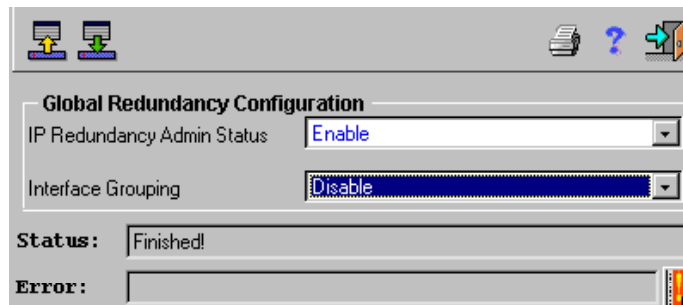 Global Redundancy Configuration
IP Redundancy Admin Status Enable
Interface Grouping Disable
Status: Finished!
Error: